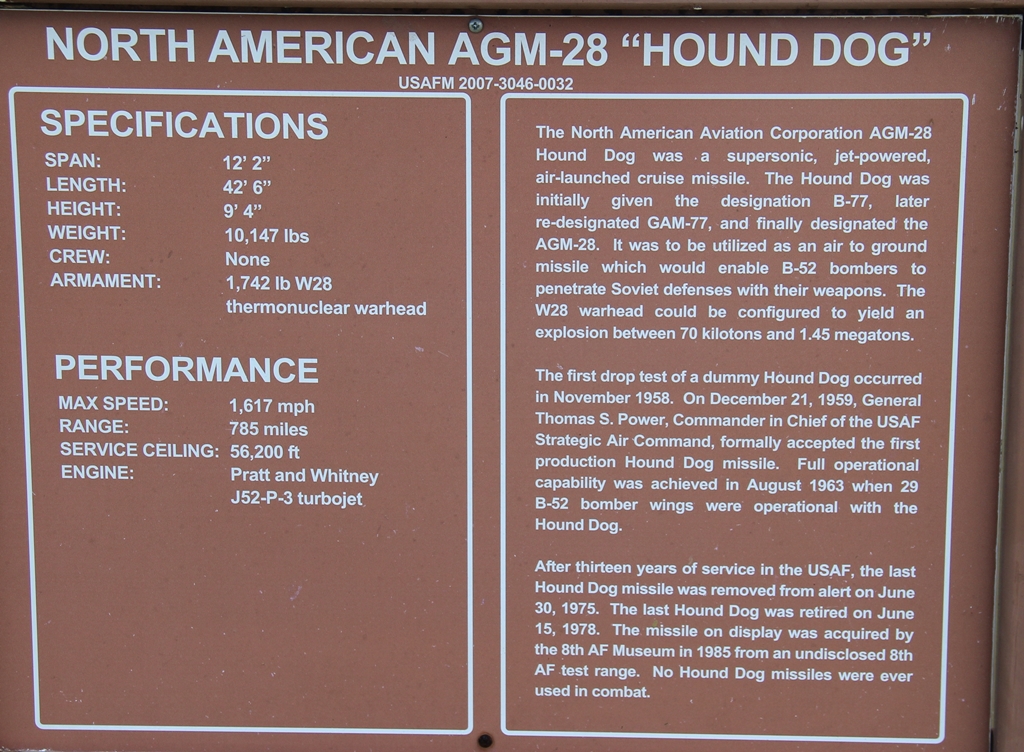 NORTH AMERICAN AGM-28 “HOUND DOG”
USAFM 2007-3046-0032
SPECIFICATIONS
SPAN: 12’ 2”
LENGTH: 42’ 6”
HEIGHT: 9’ 4”
WEIGHT: 10,147 lbs
CREW: None
ARMAMENT: 1,742 lb W28
thermonuclear warhead
PERFORMANCE
MAX SPEED: 1,617 mph
RANGE: 785 miles
SERVICE CEILING: 56,200 ft
ENGINE: Pratt and Whitney
J52-P-3 turbojet
The North American Aviation Corporation AGM-28
Hound Dog was a supersonic, jet-powered,
air-launched cruise missile. The Hound Dog was
initially given the designation B-77, later
re-designated GAM-77, and finally designated the
AGM-28. It was to be utilized as an air to ground
missile which would enable B-52 bombers to
penetrate Soviet defenses with their weapons. The
W28 warhead could be configured to yield an
explosion between 70 kilotons and 1.45 megatons.
The first drop test of a dummy Hound Dog occurred
in November 1958. On December 21, 1959, General
Thomas S. Power, Commander in Chief of the USAF
Strategic Air Command, formally accepted the first
production Hound Dog missile. Full operational
capability was achieved in August 1963 when 29
B-52 bomber wings were operational with the
Hound Dog.
After thirteen years of service in the USAF, the last
Hound Dog missile was removed from alert on June
30, 1975. The last Hound Dog was retired on June
15, 1978. The missile on display was acquired by
the 8th AF Museum in 1985 from an undisclosed 8th
AF test range. No Hound Dog missiles were ever
used in combat.